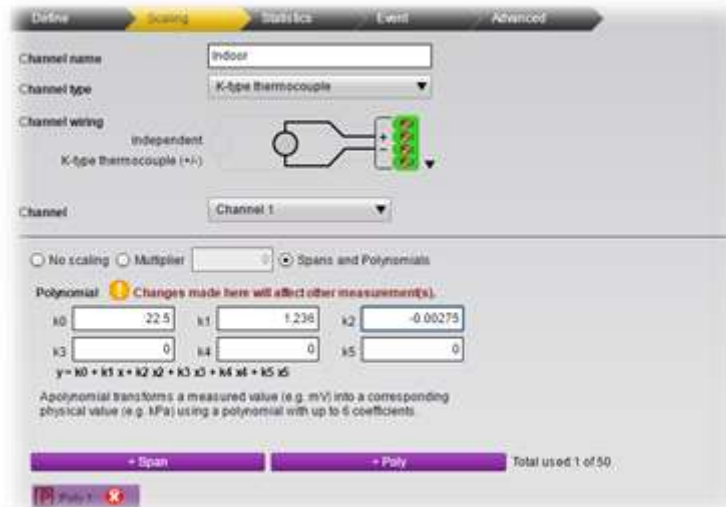 Define Scaling Statistics Event Advanced
Channel name Indoor
Channel type K-type thermocouple
Channel wiring
Independent
K-type thermocouple (+/-)
+
-
Channel Channel 1
No scaling Multiplier 0 Spans and Polynomials
Polynomial ! Changes made here will affect other measurement(s).
k0 22.5 k1 1.236 k2 -0.00275
k3 0 k4 0 k5 0
y = k0 + k1 x + k2 x2 + k3 x3 + k4 x4 + k5 x5
A polynomial transforms a measured value (e.g. mV) into a corresponding
physical value (e.g. kPa) using a polynomial with up to 6 coefficients.
+ Span + Poly Total used:1 of 50
P Poly 1